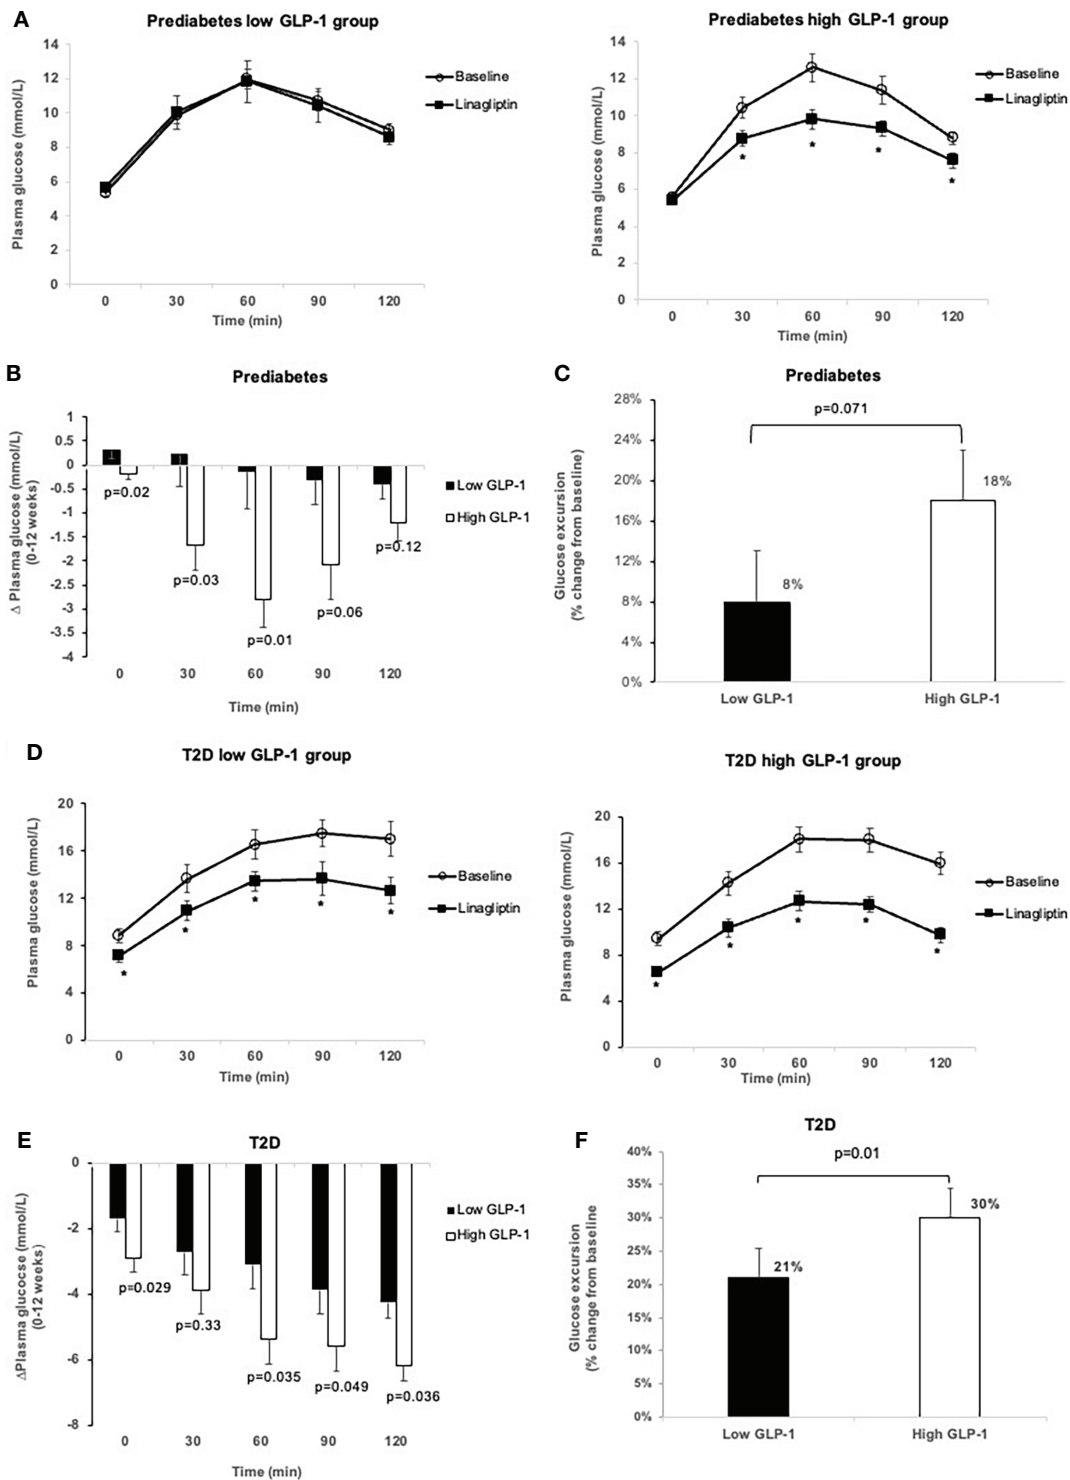 A
Prediabetes low GLP-1 group
Prediabetes high GLP-1 group
Plasma glucose (mmol/L)
14
12
10
8
6
4
2
0
0 30 60 90 120
Time (min)
Baseline
Linagliptin
Plasma glucose (mmol/L)
14
12
10
8
6
4
2
0
* * * *
0 30 60 90 120
Time (min)
Baseline
Linagliptin
B
Prediabetes
Δ Plasma glucose (mmol/L)
(0-12 weeks)
1
0.5
0
-0.5
-1
-1.5
-2
-2.5
-3
-3.5
-4
p=0.02
p=0.03
p=0.01
p=0.06
p=0.12
0 30 60 90 120
Time (min)
Low GLP-1
High GLP-1
C
Prediabetes
Glucose excursion
(% change from baseline)
28%
24%
20%
16%
12%
8%
4%
0%
p=0.071
8%
18%
Low GLP-1 High GLP-1
D
T2D low GLP-1 group
T2D high GLP-1 group
Plasma glucose (mmol/L)
20
16
12
8
4
0
* * * * *
0 30 60 90 120
Time (min)
Baseline
Linagliptin
Plasma glucose (mmol/L)
20
16
12
8
4
0
* * * * *
0 30 60 90 120
Time (min)
Baseline
Linagliptin
E
T2D
ΔPlasma glucocse (mmol/L)
(0-12 weeks)
0
-2
-4
-6
-8
p=0.029
p=0.33
p=0.035
p=0.049
p=0.036
0 30 60 90 120
Time (min)
Low GLP-1
High GLP-1
F
T2D
Glucose excursion
(% change from baseline
40%
35%
30%
25%
20%
15%
10%
5%
0%
p=0.01
21%
30%
Low GLP-1 High GLP-1